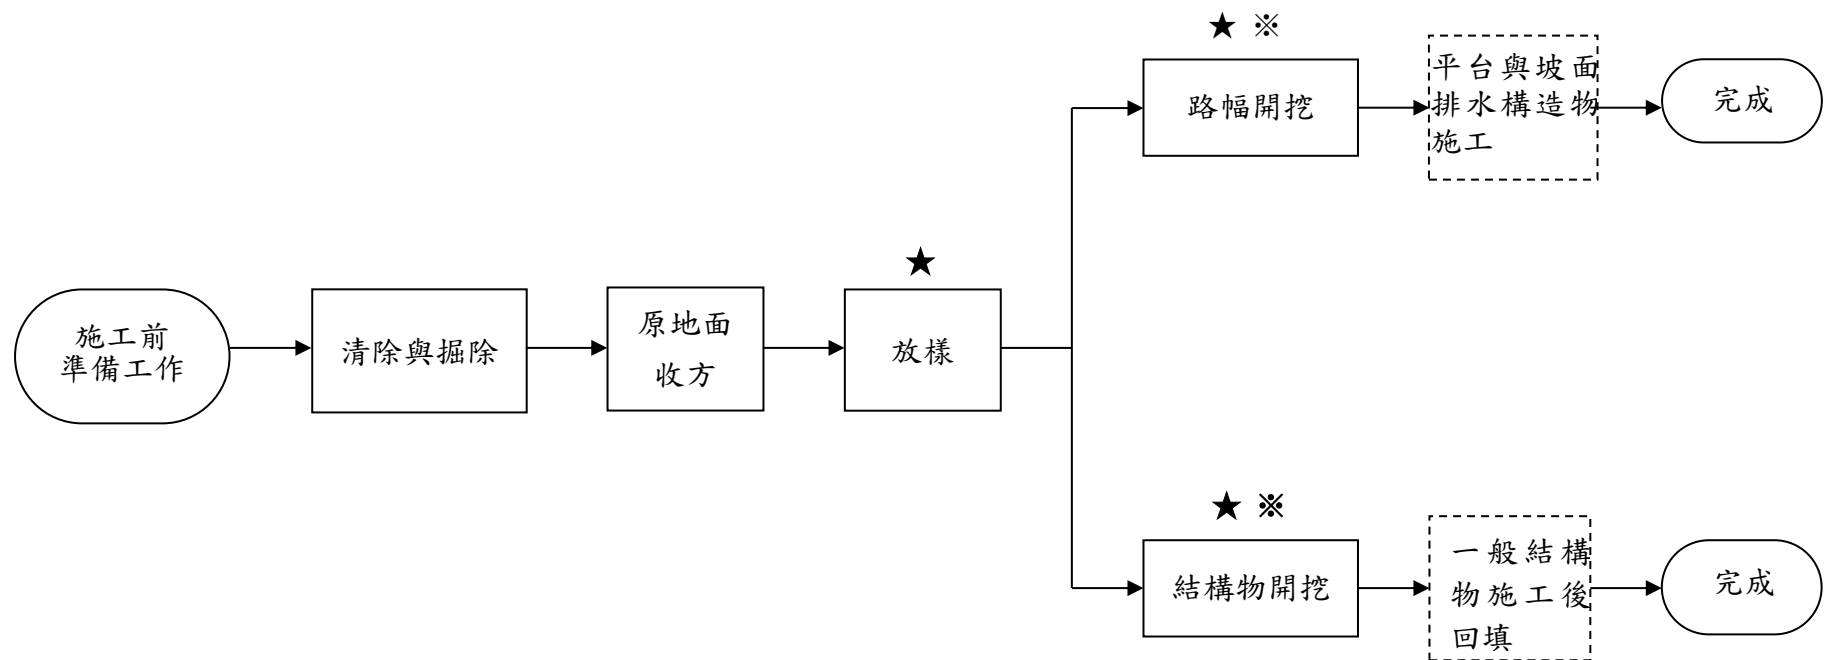 ★ ※
路幅開挖
平台與坡面
排水構造物
施工
完成
施工前
準備工作
清除與掘除
原地面
收方
★
放樣
★ ※
結構物開挖
一般結構
物施工後
回填
完成